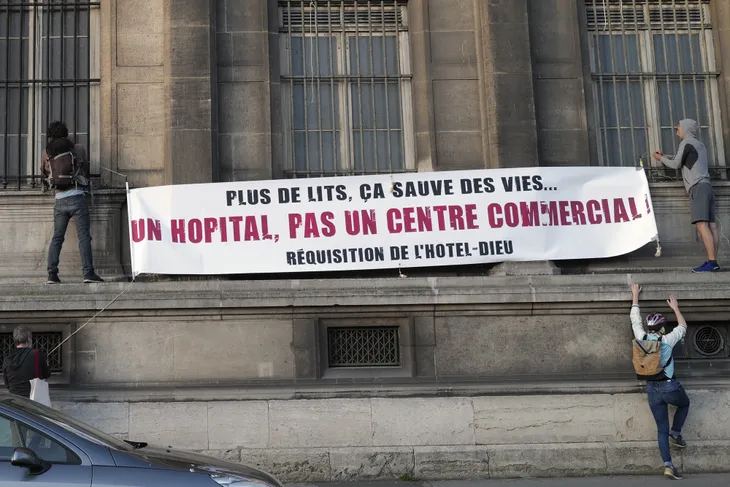 PLUS DE LITS, ÇA SAUVE DES VIES...
UN HOPITAL, PAS UN CENTRE COMMERCIAL !
RÉQUISITION DE L'HOTEL-DIEU